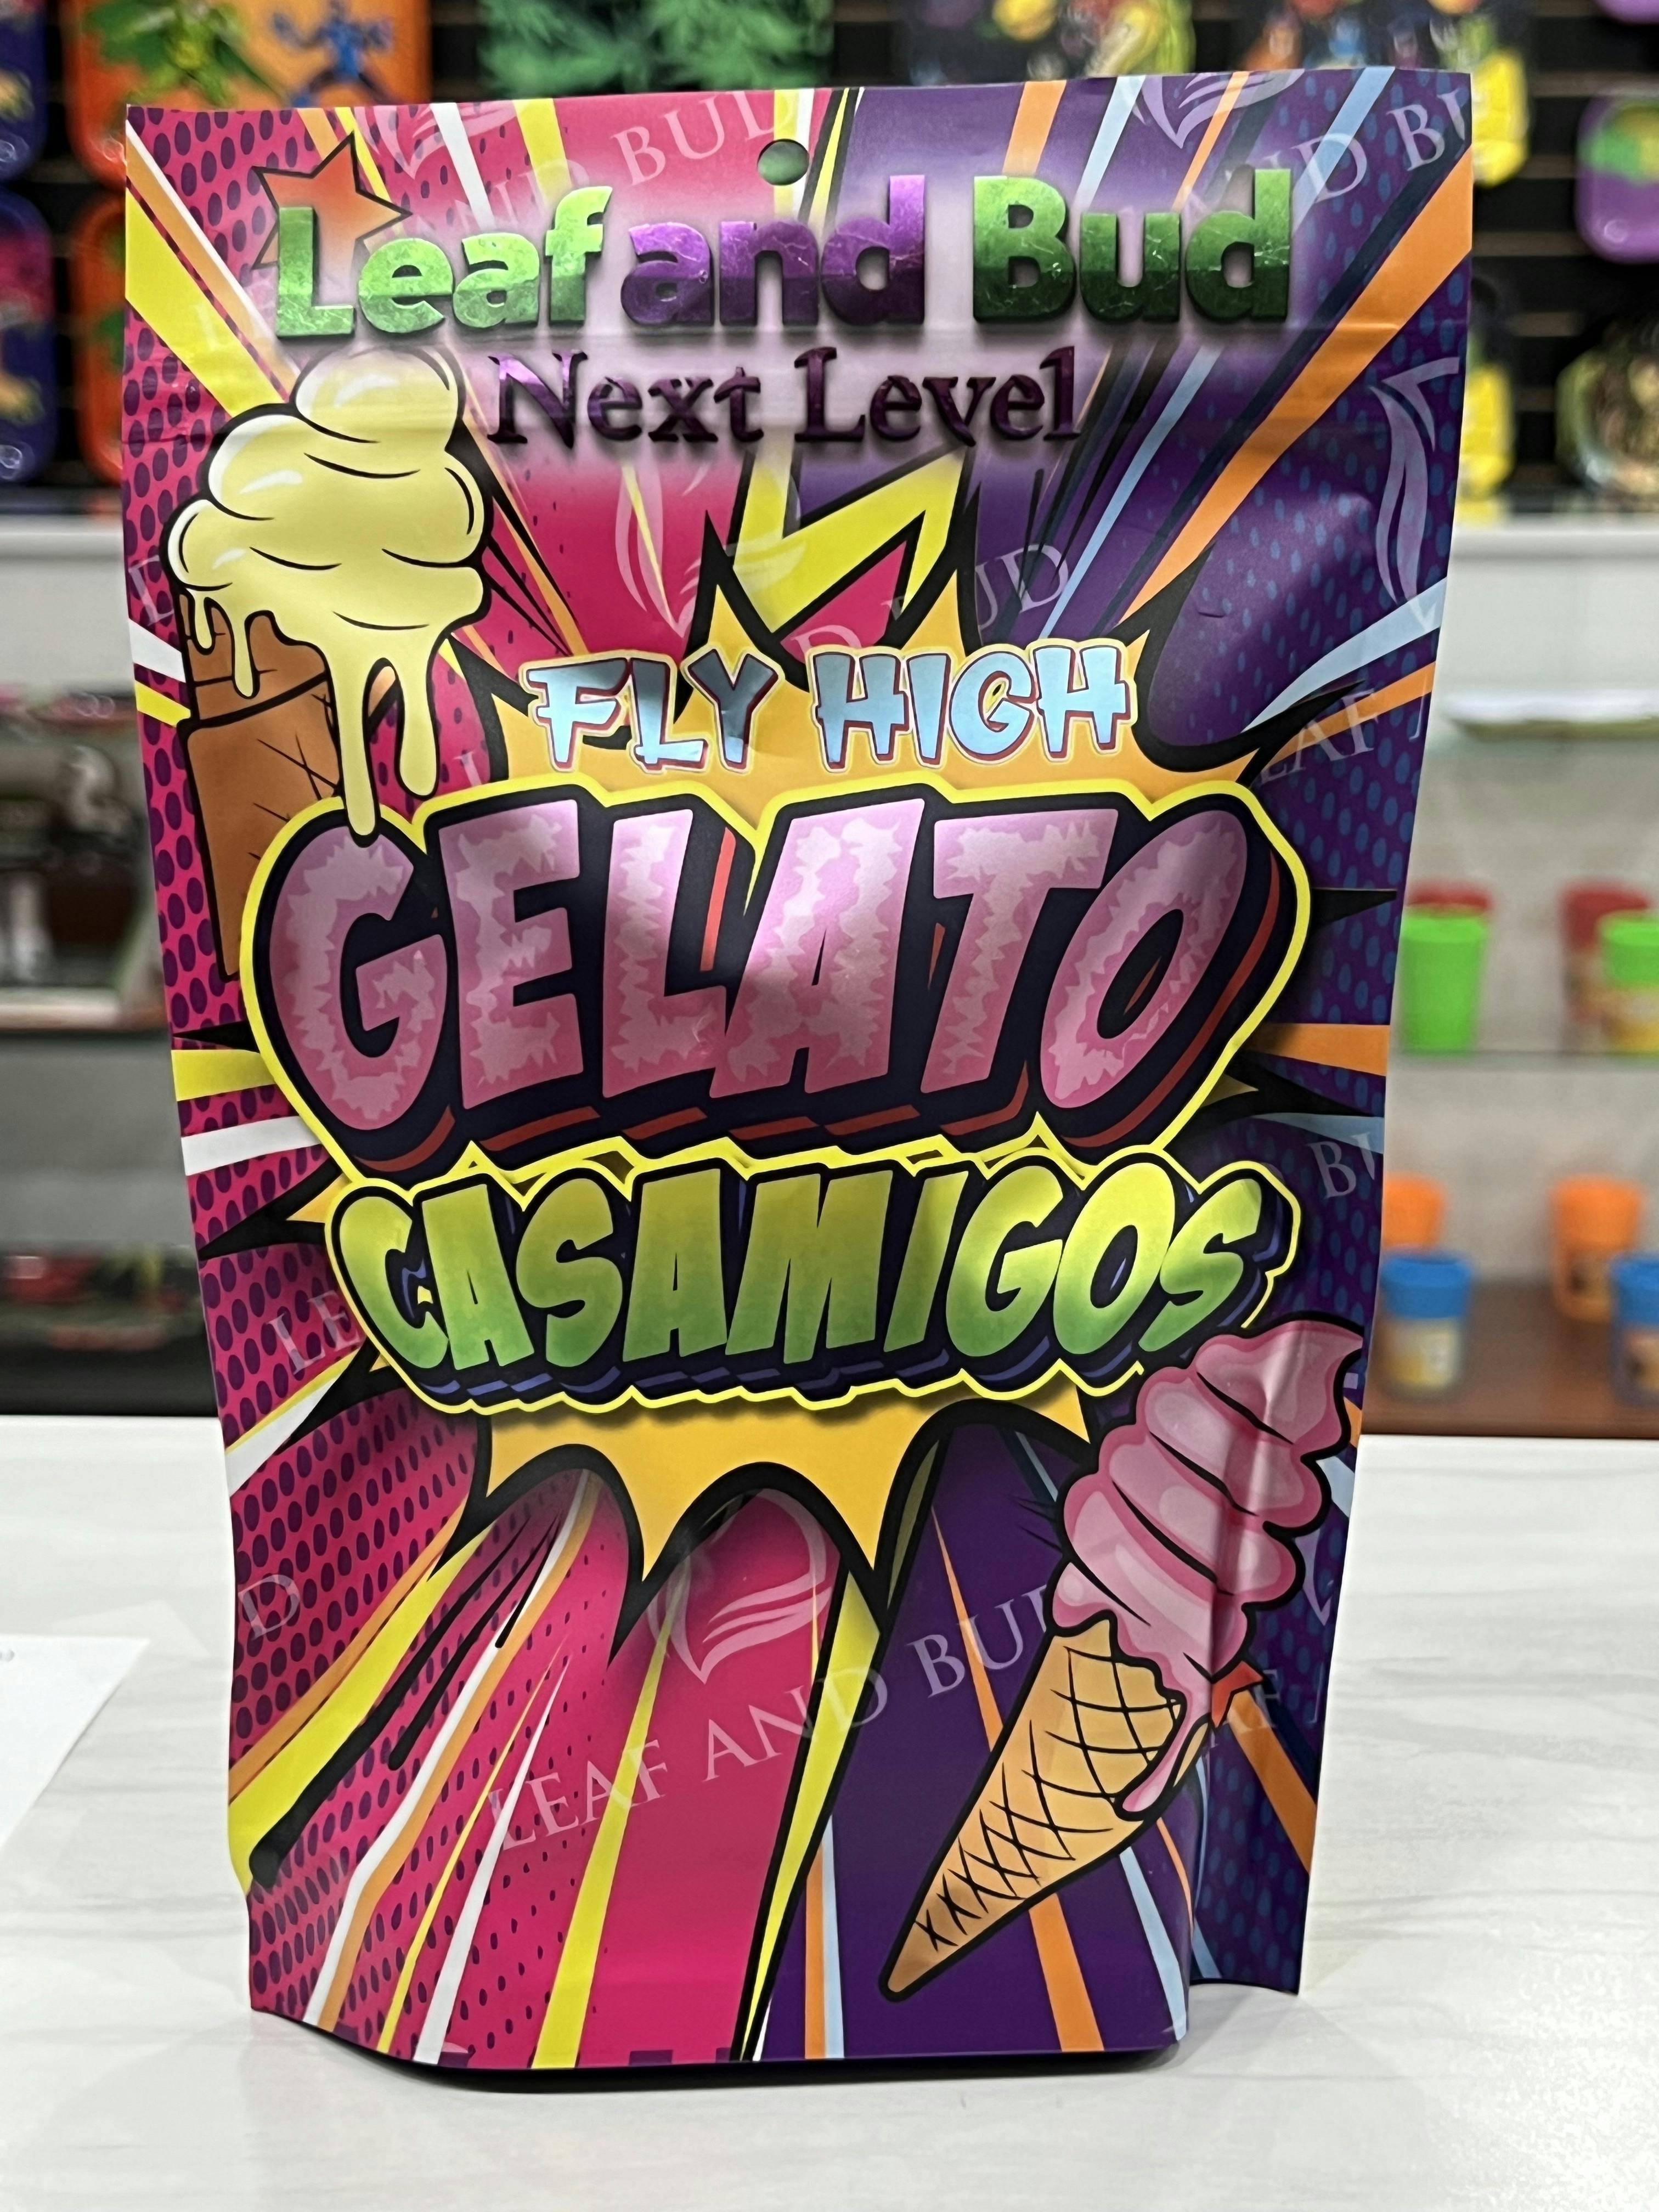 Leaf and Bud
Next Level
FLY HIGH
GELATO
CASAMIGOS
LEAF AND BUD